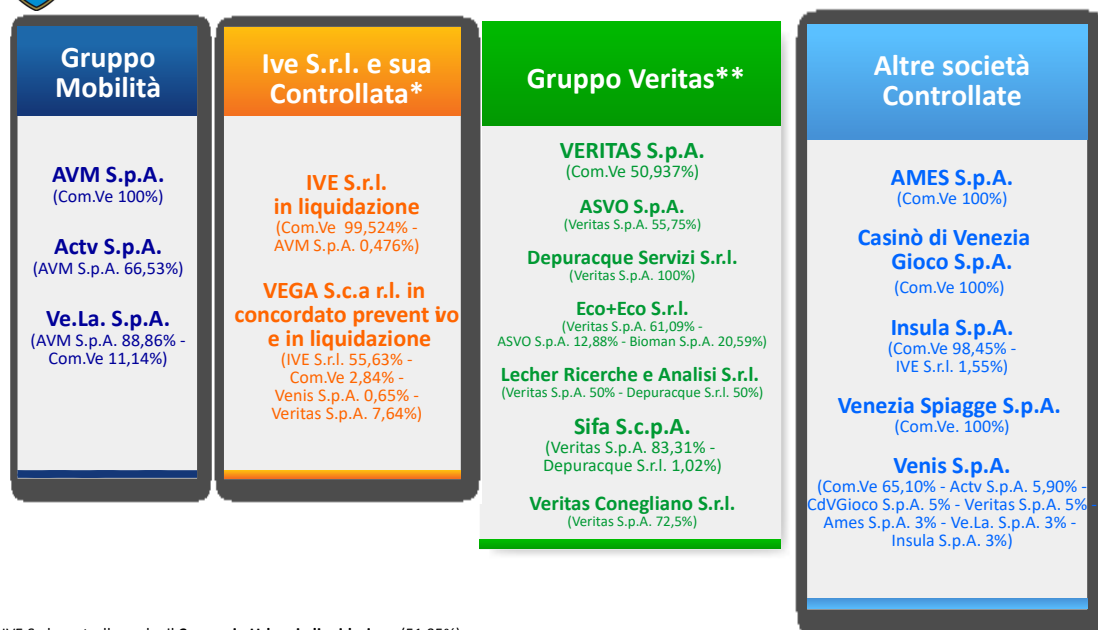 Gruppo
Mobilità
AVM S.p.A.
(Com.Ve 100%)
Actv S.p.A.
(AVM S.p.A. 66,53%)
Ve.La. S.p.A.
(AVM S.p.A. 88,86% -
Com.Ve 11,14%)
Ive S.r.l. e sua
Controllata*
IVE S.r.l.
in liquidazione
(Com.Ve 99,524% -
AVM S.p.A. 0,476%)
VEGA S.c.a r.l. in
concordato preventivo
e in liquidazione
(IVE S.r.l. 55,63% -
Com.Ve 2,84% -
Venis S.p.A. 0,65% -
Veritas S.p.A. 7,64%)
Gruppo Veritas**
VERITAS S.p.A.
(Com.Ve 50,937%)
ASVO S.p.A.
(Veritas S.p.A. 55,75%)
Depuracque Servizi S.r.l.
(Veritas S.p.A. 100%)
Eco+Eco S.r.l.
(Veritas S.p.A. 61,09% -
ASVO S.p.A. 12,88% - Bioman S.p.A. 20,59%)
Lecher Ricerche e Analisi S.r.l.
(Veritas S.p.A. 50% - Depuracque S.r.l. 50%)
Sifa S.c.p.A.
(Veritas S.p.A. 83,31% -
Depuracque S.r.l. 1,02%)
Veritas Conegliano S.r.l.
(Veritas S.p.A. 72,5%)
Altre società
Controllate
AMES S.p.A.
(Com.Ve 100%)
Casinò di Venezia
Gioco S.p.A.
(Com.Ve 100%)
Insula S.p.A.
(Com.Ve 98,45% -
IVE S.r.l. 1,55%)
Venezia Spiagge S.p.A.
(Com.Ve. 100%)
Venis S.p.A.
(Com.Ve 65,10% - Actv S.p.A. 5,90% -
CdVGioco S.p.A. 5% - Veritas S.p.A. 5%
Ames S.p.A. 3% - Ve.La. S.p.A. 3% -
Insula S.p.A. 3%)